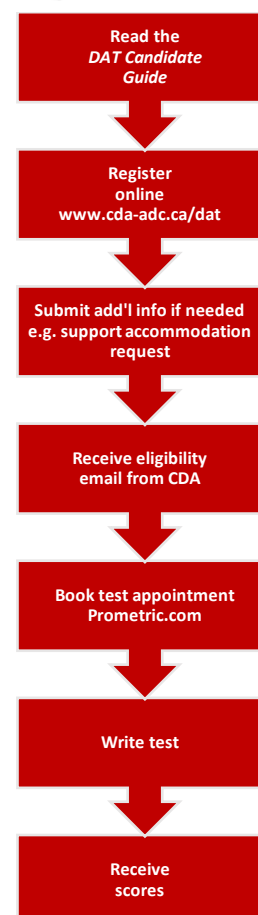 Read the
DAT Candidate
Guide
Register
online
www.cda-adc.ca/dat
Submit add'l info if needed
e.g. support accommodation
request
Receive eligibility
email from CDA
Book test appointment
Prometric.com
Write test
Receive
scores